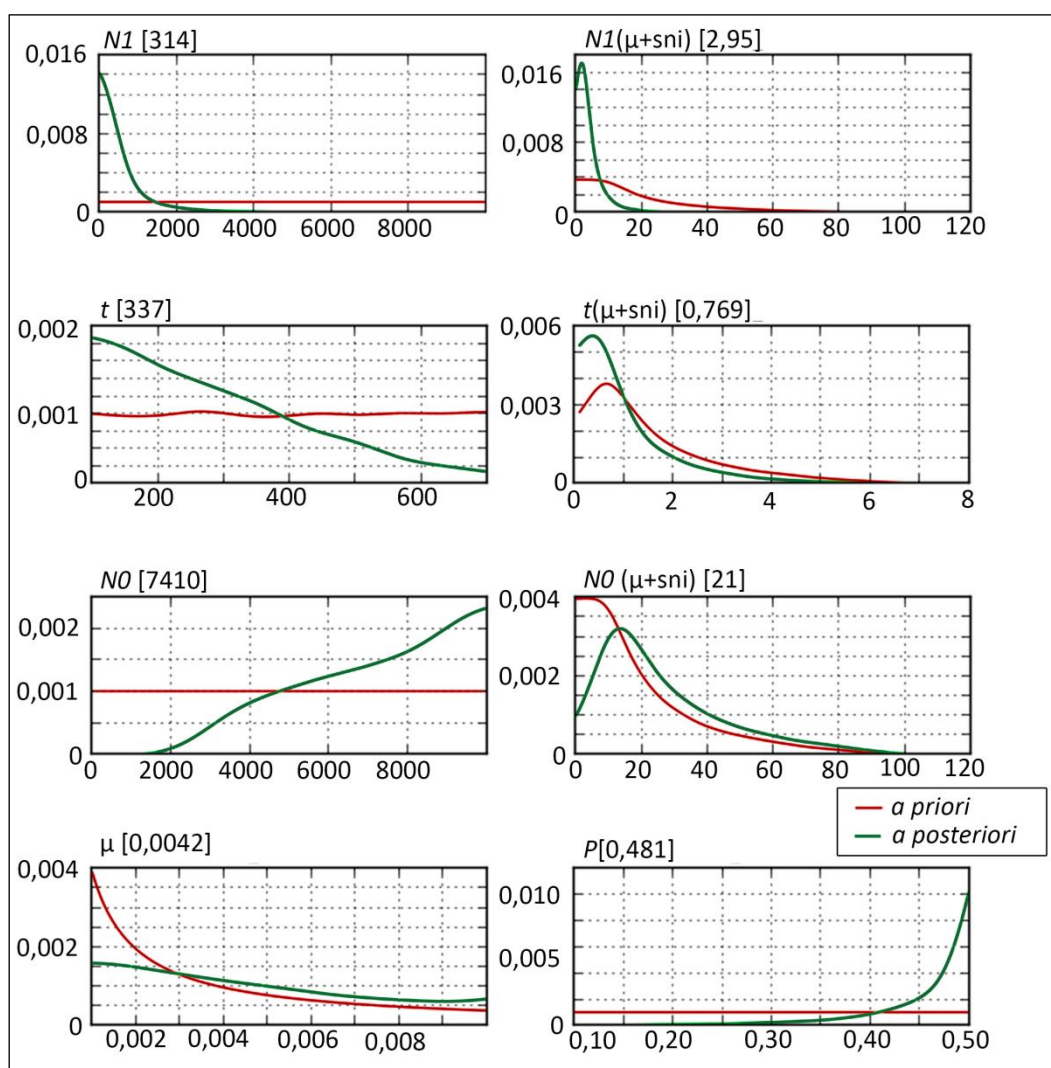 N1 [314]
0,016
0,008
0
0 2000 4000 6000 8000
N1(µ+sni) [2,95]
0,016
0,008
0
0 20 40 60 80 100 120
t [337]
0,002
0,001
0
200 400 600
t(µ+sni) [0,769]
0,006
0,003
0
0 2 4 6 8
N0 [7410]
0,002
0,001
0
0 2000 4000 6000 8000
N0 (µ+sni) [21]
0,004
0,002
0
0 20 40 60 80 100 120
a priori
a posteriori
µ [0,0042]
0,004
0,002
0
0,002 0,004 0,006 0,008
P[0,481]
0,010
0,005
0
0,10 0,20 0,30 0,40 0,50